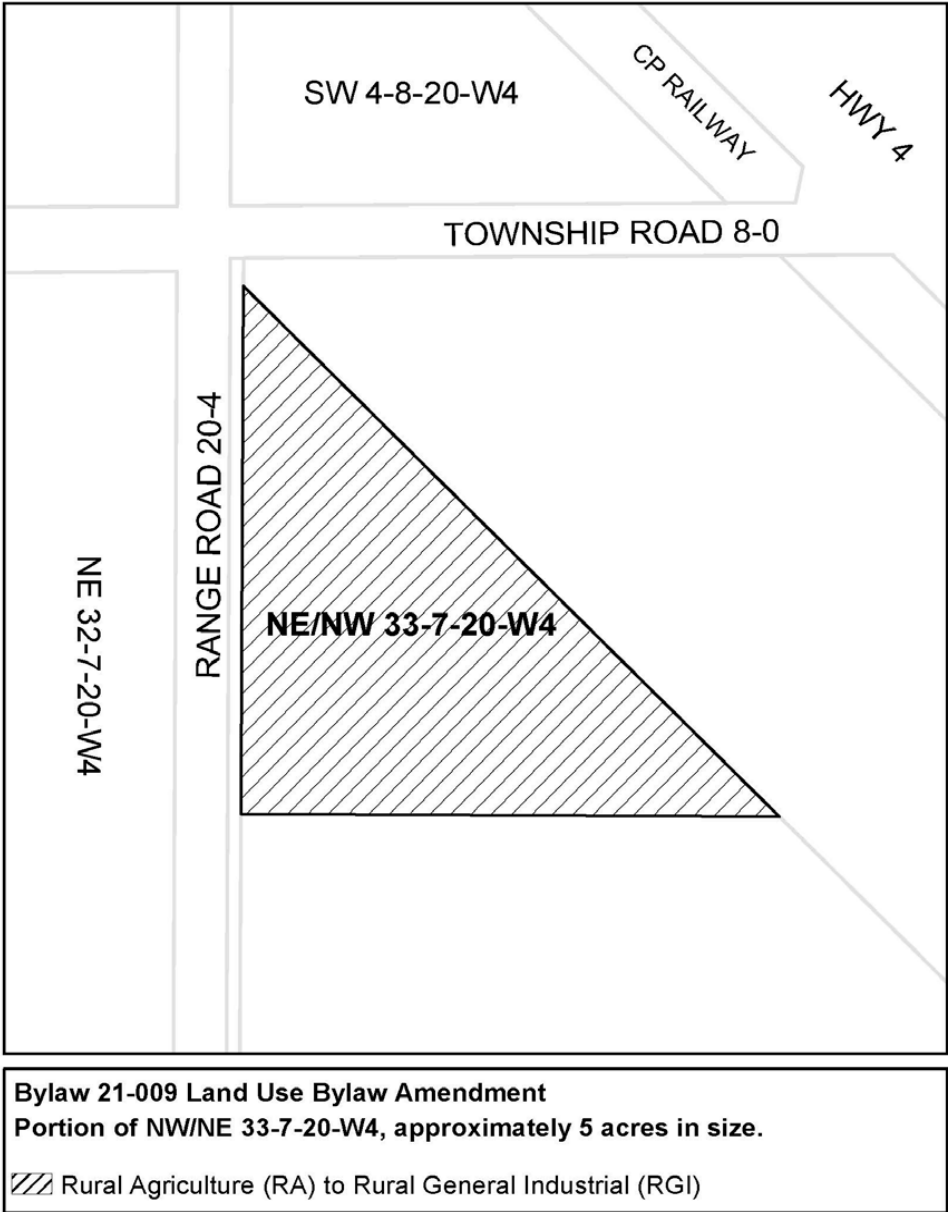 SW 4-8-20-W4
CP RAILWAY
HWY 4
TOWNSHIP ROAD 8-0
RANGE ROAD 20-4
NE 32-7-20-W4
NE/NW 33-7-20-W4
Bylaw 21-009 Land Use Bylaw Amendment
Portion of NW/NE 33-7-20-W4, approximately 5 acres in size.
Rural Agriculture (RA) to Rural General Industrial (RGI)